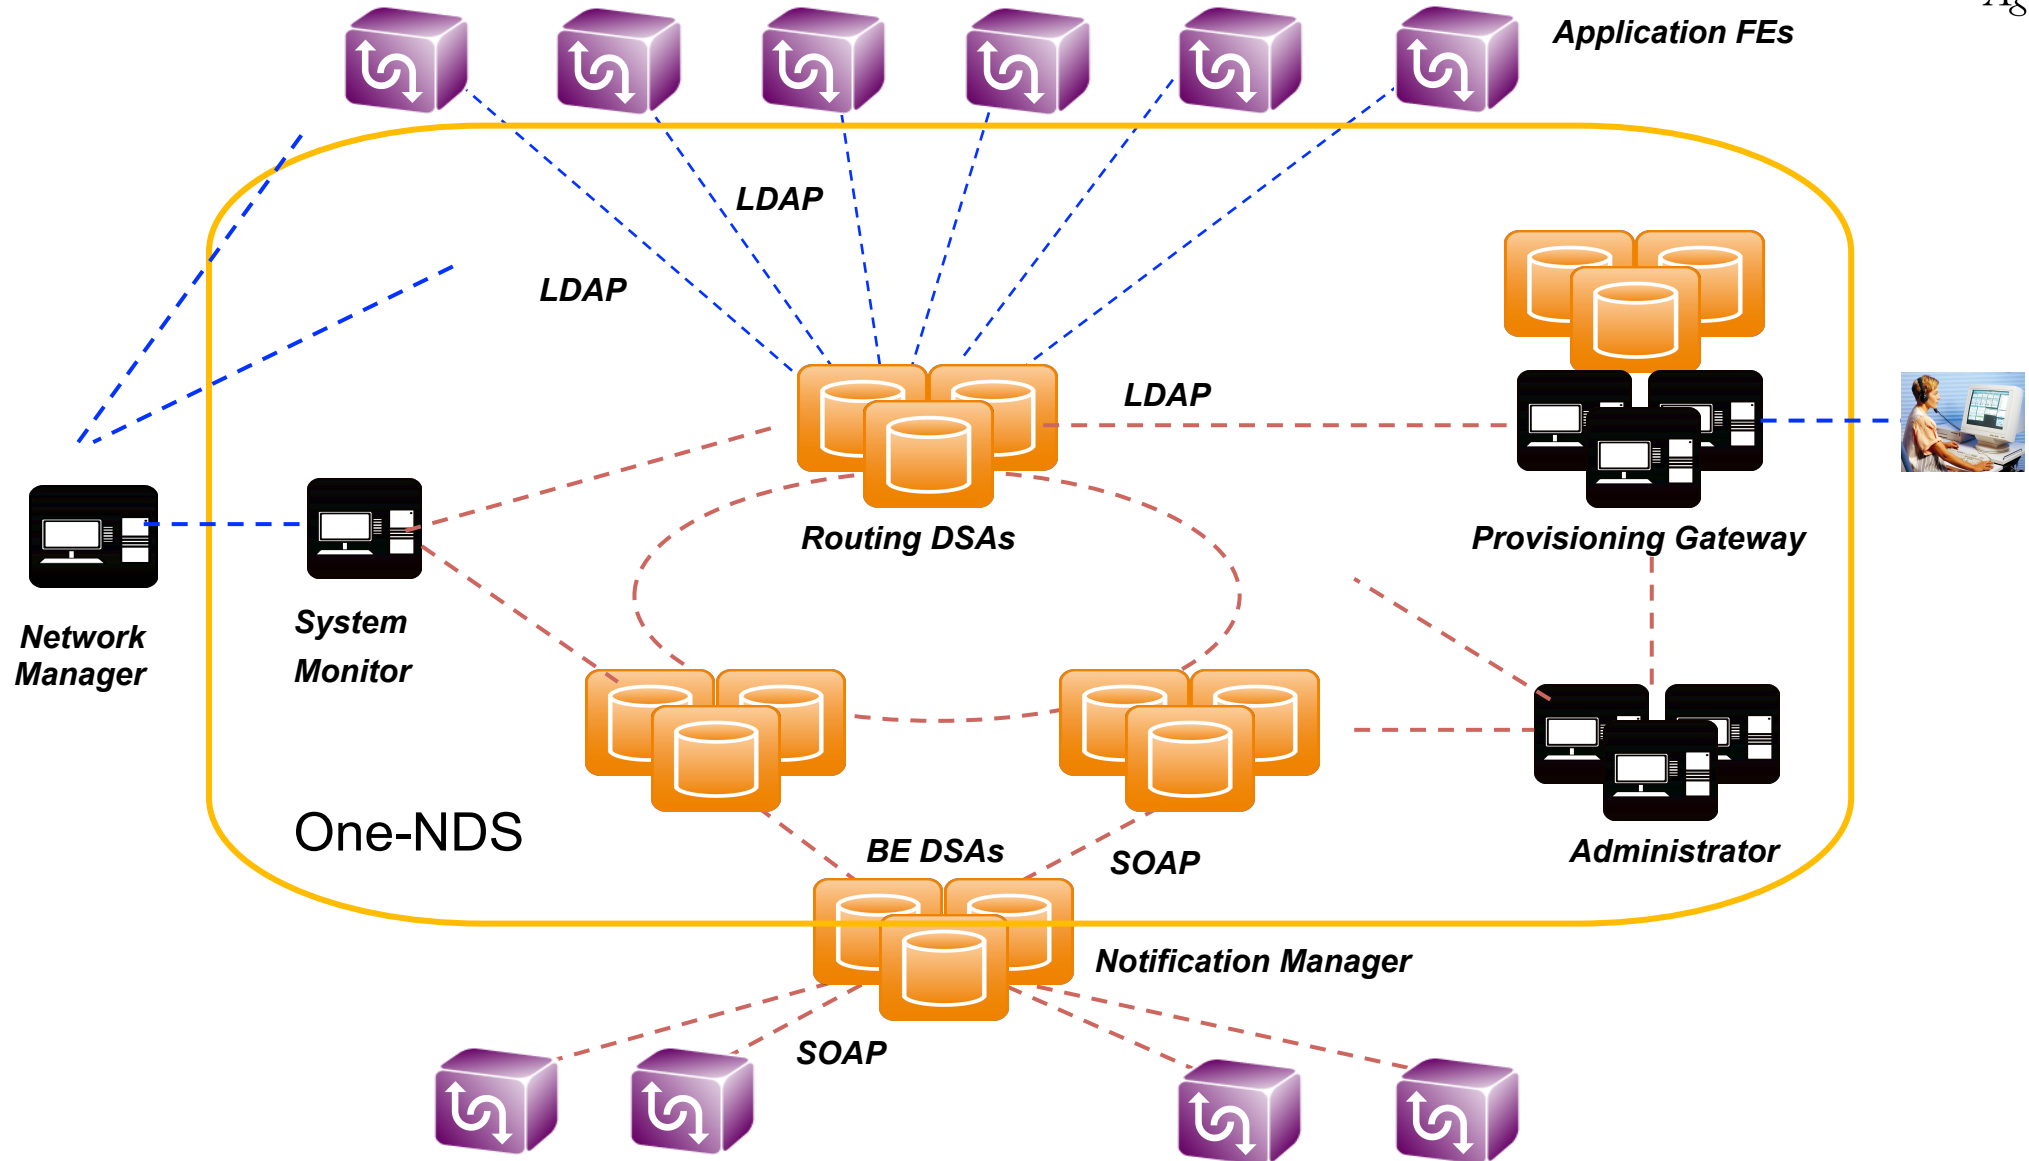 Ag
Application FEs
LDAP
LDAP
LDAP
Routing DSAs
Provisioning Gateway
Network
Manager
System
Monitor
One-NDS
BE DSAs
SOAP
Administrator
Notification Manager
SOAP